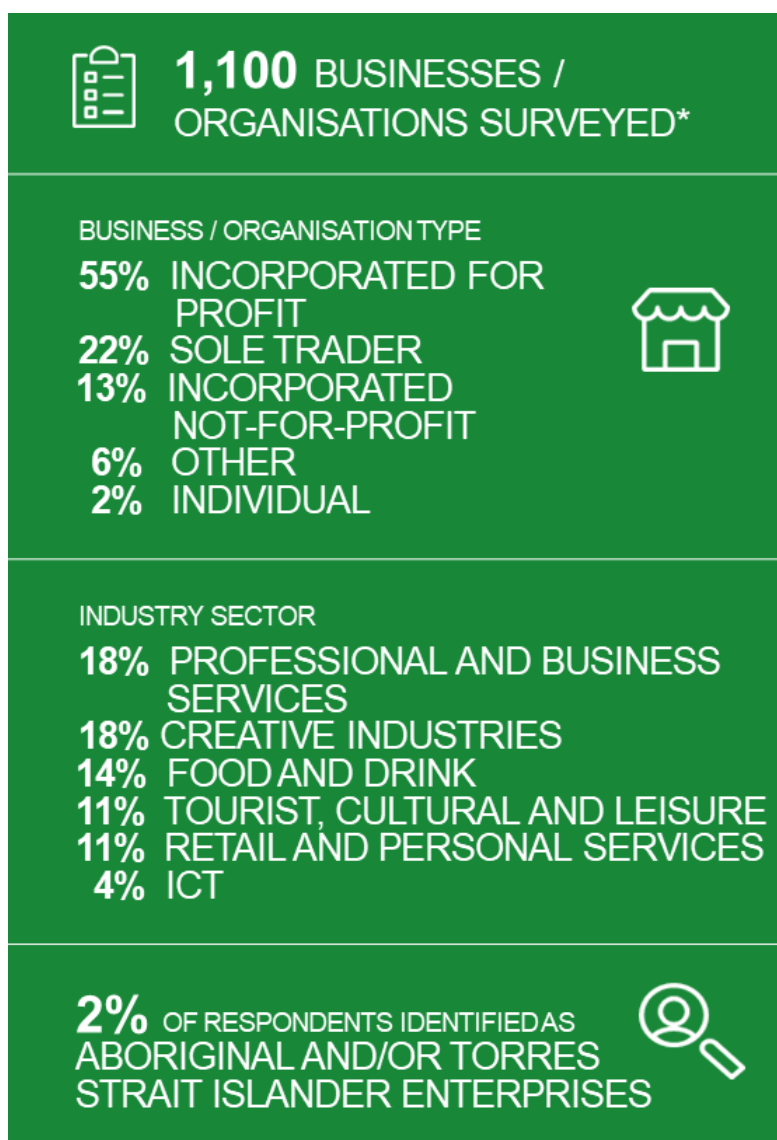 1,100 BUSINESSES /
ORGANISATIONS SURVEYED*
BUSINESS / ORGANISATION TYPE
55% INCORPORATED FOR
PROFIT
22% SOLE TRADER
13% INCORPORATED
NOT-FOR-PROFIT
6% OTHER
2% INDIVIDUAL
INDUSTRY SECTOR
18% PROFESSIONAL AND BUSINESS
SERVICES
18% CREATIVE INDUSTRIES
14% FOOD AND DRINK
11% TOURIST, CULTURAL AND LEISURE
11% RETAIL AND PERSONAL SERVICES
4% ICT
2% OF RESPONDENTS IDENTIFIED AS
ABORIGINAL AND/OR TORRES
STRAIT ISLANDER ENTERPRISES